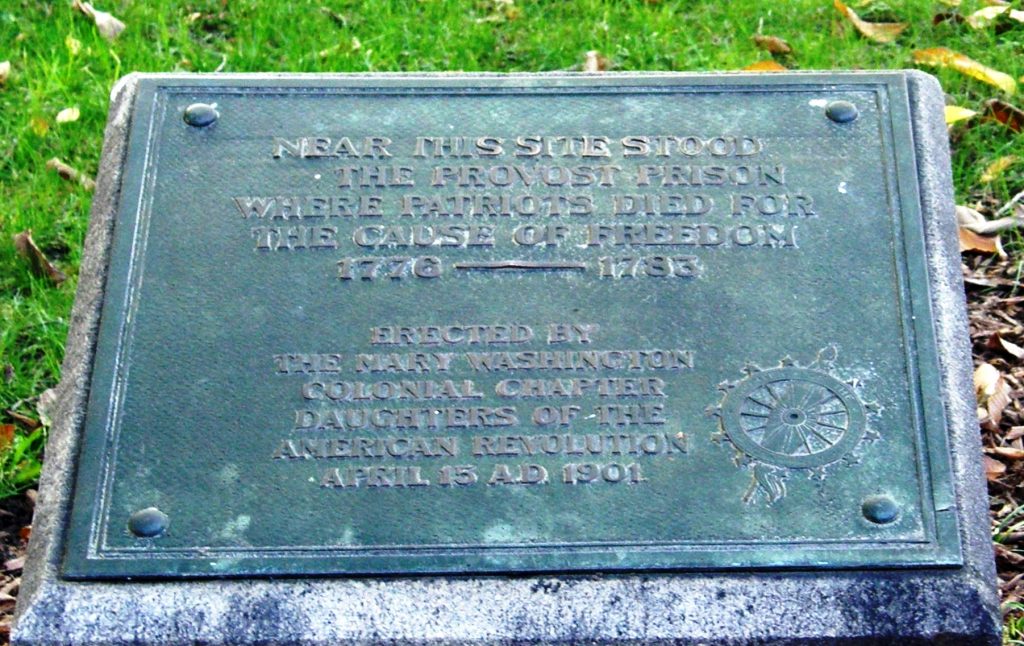 NEAR THIS SITE STOOD
THE PROVOST PRISON
WHERE PATRIOTS DIED FOR
THE CAUSE OF FREEDOM
1776 — 1783
ERECTED BY
THE MARY WASHINGTON
COLONIAL CHAPTER
DAUGHTERS OF THE
AMERICAN REVOLUTION
APRIL 15 A.D. 1901